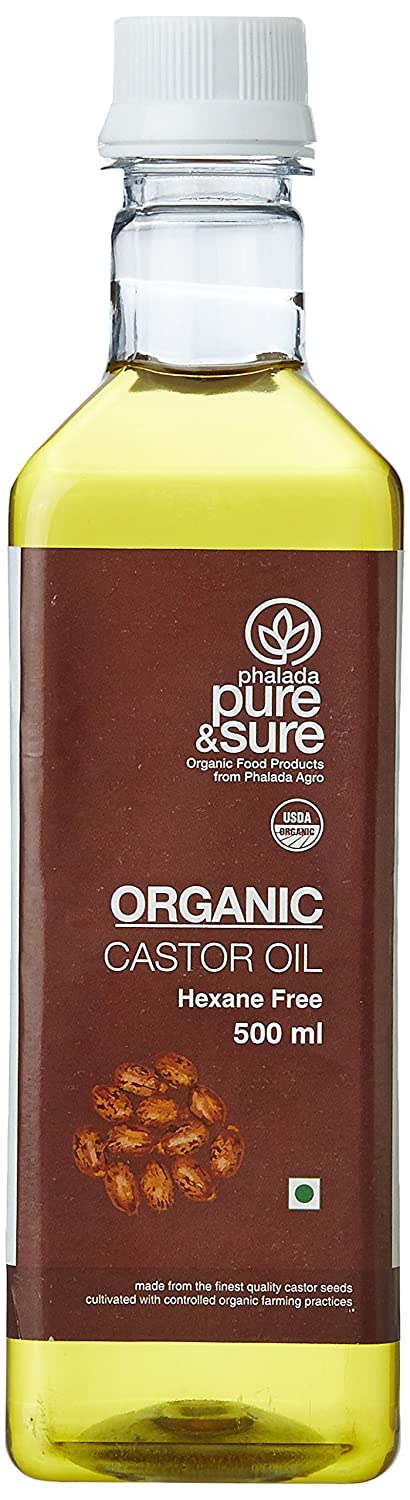 phalada
pure
&sure
Organic Food Products
from Phalada Agro
USDA
ORGANIC
ORGANIC
CASTOR OIL
Hexane Free
500 ml
made from the finest quality castor seeds
cultivated with controlled organic farming practices